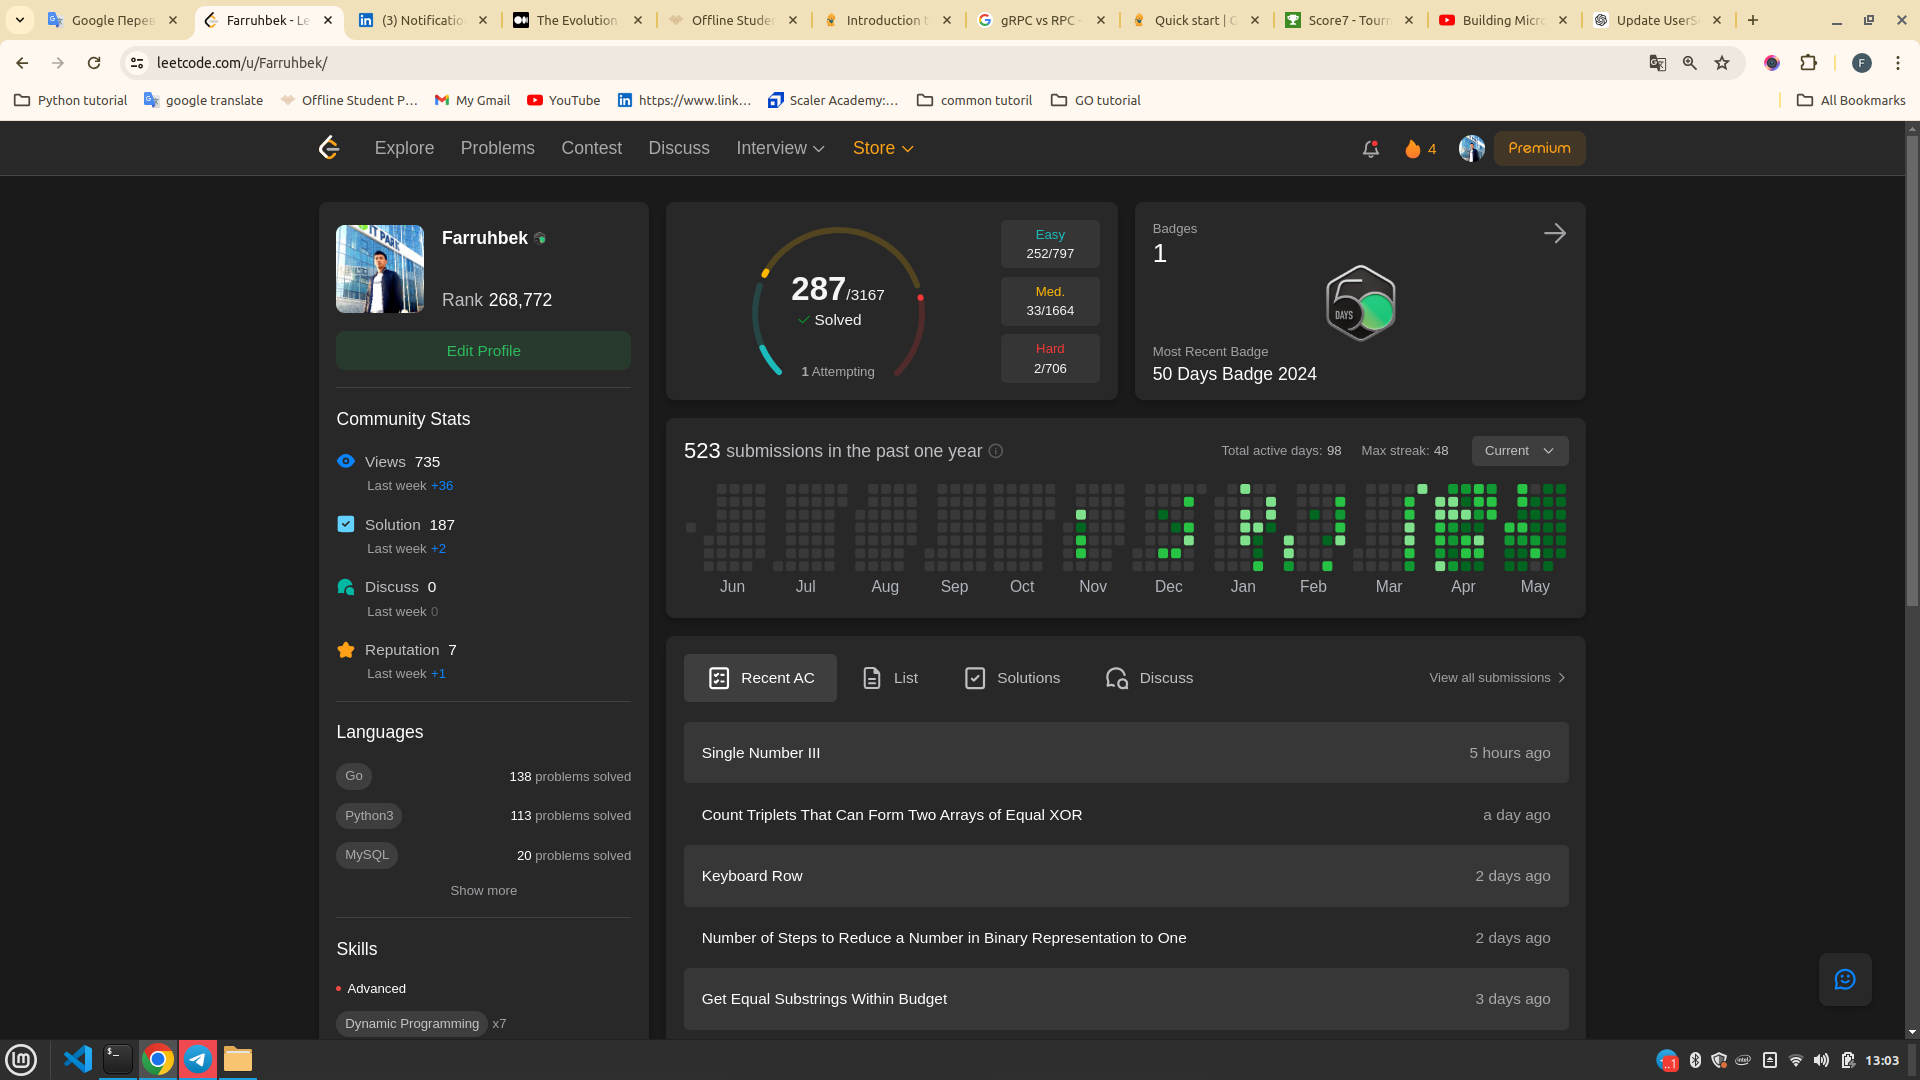 Google Перев
Farruhbek - Le
(3) Notificatio
The Evolution
Offline Studen
Introduction t
gRPC vs RPC -
Quick start | G
Score7 - Tourn
Building Micro
Update UserSe
leetcode.com/u/Farruhbek/
F
Python tutorial
google translate
Offline Student P...
My Gmail
YouTube
https://www.link...
Scaler Academy:...
common tutoril
GO tutorial
All Bookmarks
Explore
Problems
Contest
Discuss
Interview
Store
4
Premium
IT PARK
Farruhbek
Rank 268,772
Edit Profile
Community Stats
Views 735
Last week +36
Solution 187
Last week +2
Discuss 0
Last week 0
Reputation 7
Last week +1
Languages
Go 138 problems solved
Python3 113 problems solved
MySQL 20 problems solved
Show more
Skills
Advanced
Dynamic Programming x7
287/3167
Solved
1 Attempting
Easy
252/797
Med.
33/1664
Hard
2/706
Badges
1
50
DAYS
Most Recent Badge
50 Days Badge 2024
523 submissions in the past one year
Total active days: 98
Max streak: 48
Current
Jun Jul Aug Sep Oct Nov Dec Jan Feb Mar Apr May
Recent AC
List
Solutions
Discuss
View all submissions
Single Number III 5 hours ago
Count Triplets That Can Form Two Arrays of Equal XOR a day ago
Keyboard Row 2 days ago
Number of Steps to Reduce a Number in Binary Representation to One 2 days ago
Get Equal Substrings Within Budget 3 days ago
13:03